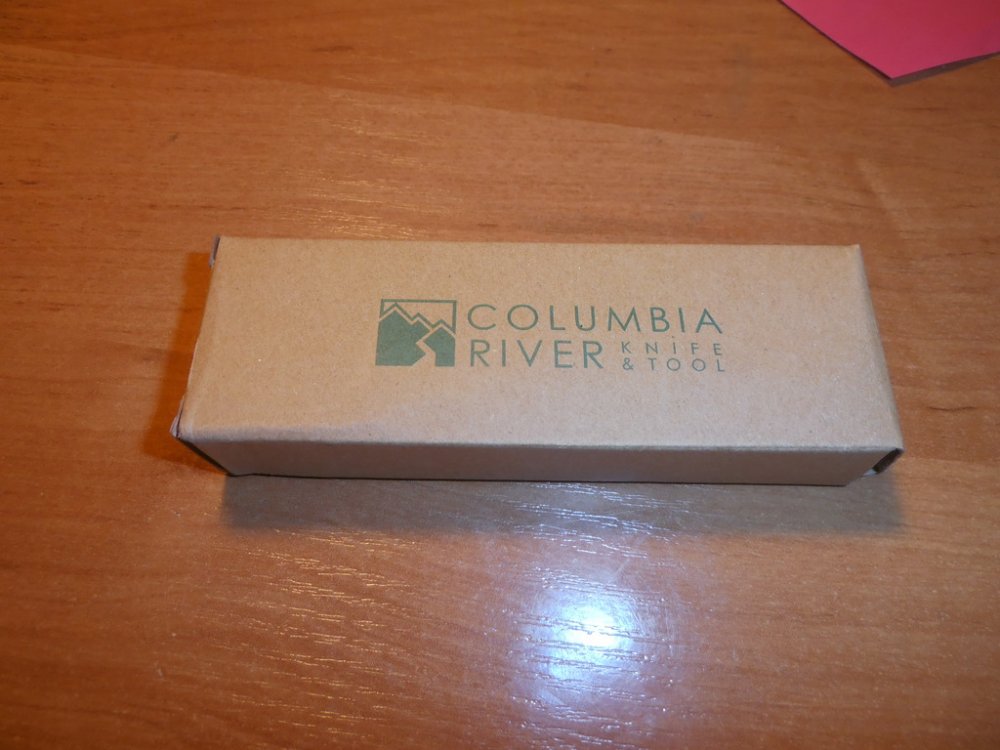 COLUMBIA
RIVER KNiFE
& TOOL